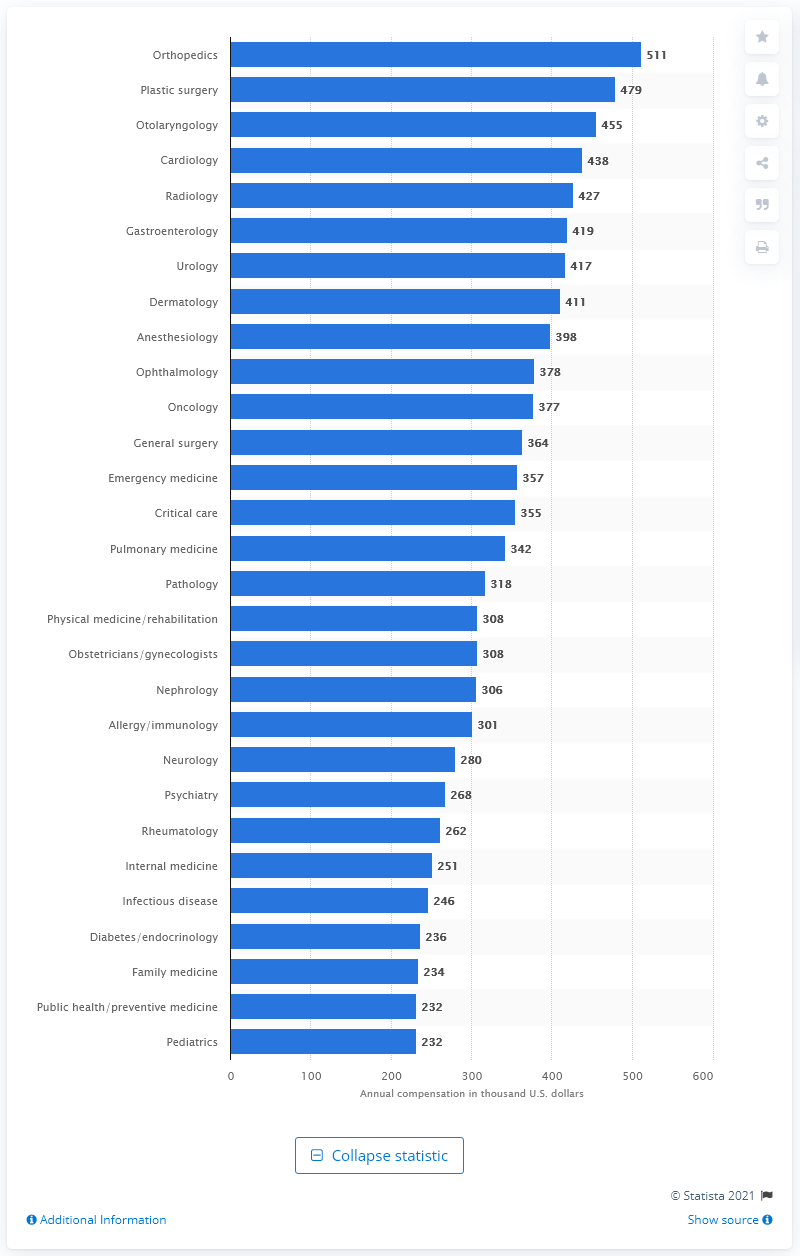 Orthopedics 511
Plastic surgery 479
Otolaryngology 455
Cardiology 438
Radiology 427
Gastroenterology 419
Urology 417
Dermatology 411
Anesthesiology 398
Ophthalmology 378
Oncology 377
General surgery 364
Emergency medicine 357
Critical care 355
Pulmonary medicine 342
Pathology 318
Physical medicine/rehabilitation 308
Obstetricians/gynecologists 308
Nephrology 306
Allergy/immunology 301
Neurology 280
Psychiatry 268
Rheumatology 262
Internal medicine 251
Infectious disease 246
Diabetes/endocrinology 236
Family medicine 234
Public health/preventive medicine 232
Pediatrics 232
0 100 200 300 400 500 600
Annual compensation in thousand U.S. dollars
Collapse statistic
© Statista 2021
Additional Information Show source